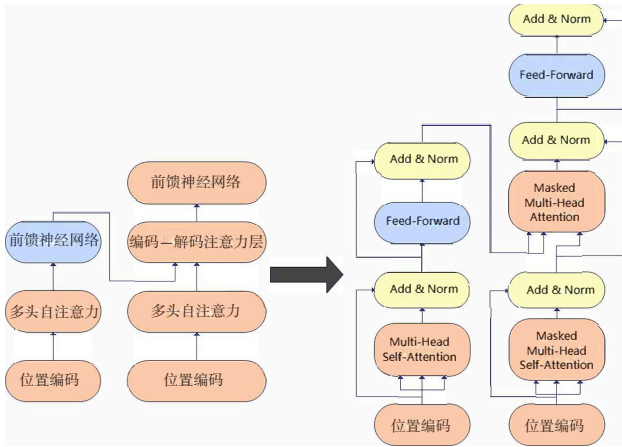 前馈神经网络
多头自注意力
位置编码
前馈神经网络
编码—解码注意力层
多头自注意力
位置编码
Add & Norm
Feed-Forward
Add & Norm
Multi-Head
Self-Attention
位置编码
Add & Norm
Feed-Forward
Add & Norm
Masked
Multi-Head
Attention
Add & Norm
Masked
Multi-Head
Self-Attention
位置编码